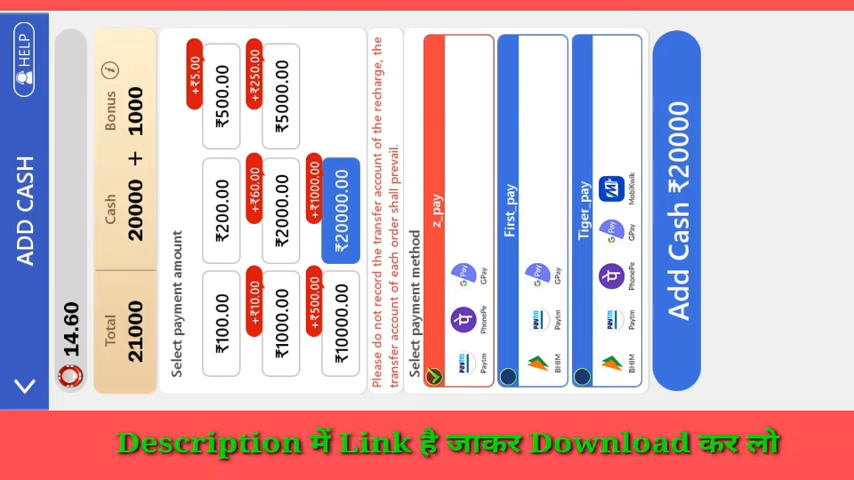 ADD CASH
HELP
14.60
Total
21000
Cash
20000
+
Bonus
1000
Select payment amount
₹100.00
₹200.00
+₹5.00
₹500.00
+₹10.00
₹1000.00
+₹60.00
₹2000.00
+₹250.00
₹5000.00
+₹500.00
₹10000.00
+₹1000.00
₹20000.00
Please do not record the transfer account of the recharge, the
transfer account of each order shall prevail.
Select payment method
z_pay
Paytm
PhonePe
GPay
First_pay
BHIM
Paytm
GPay
Tiger_pay
BHIM
Paytm
PhonePe
GPay
MobiKwik
Add Cash ₹20000
Description में Link है जाकर Download कर लो